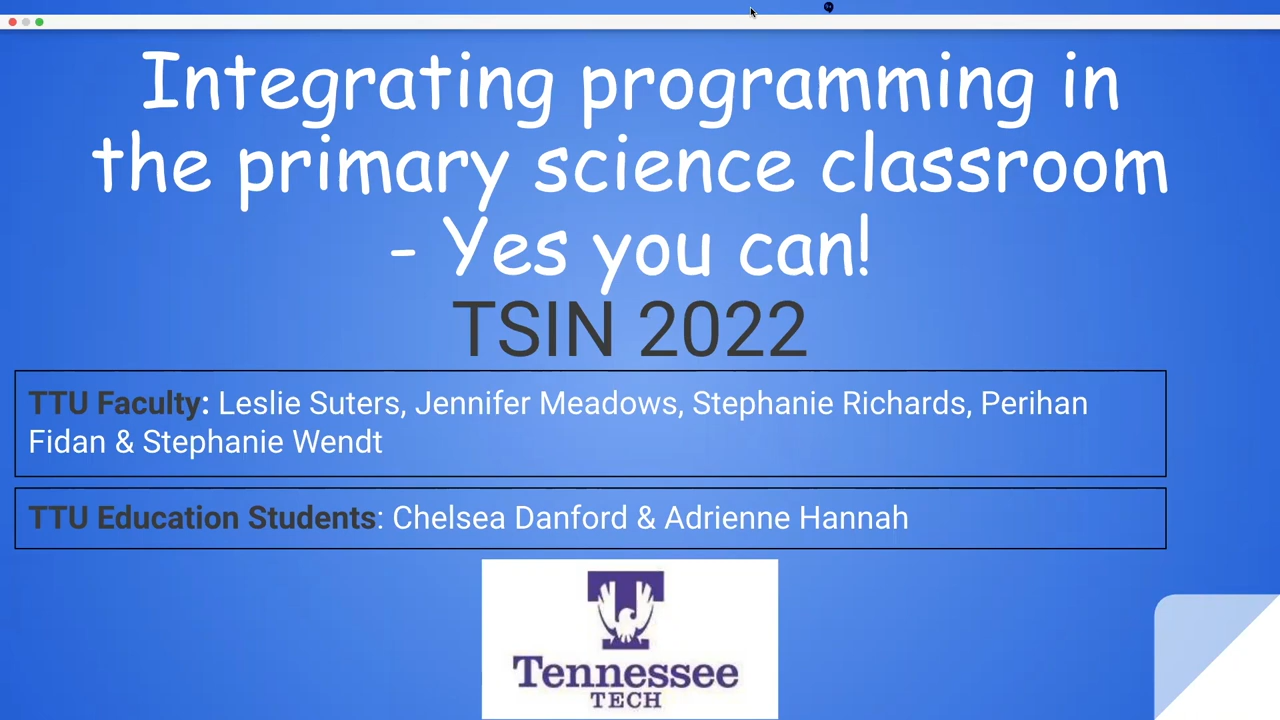 Integrating programming in
the primary science classroom
- Yes you can!
TSIN 2022
TTU Faculty: Leslie Suters, Jennifer Meadows, Stephanie Richards, Perihan
Fidan & Stephanie Wendt
TTU Education Students: Chelsea Danford & Adrienne Hannah
Tennessee
TECH